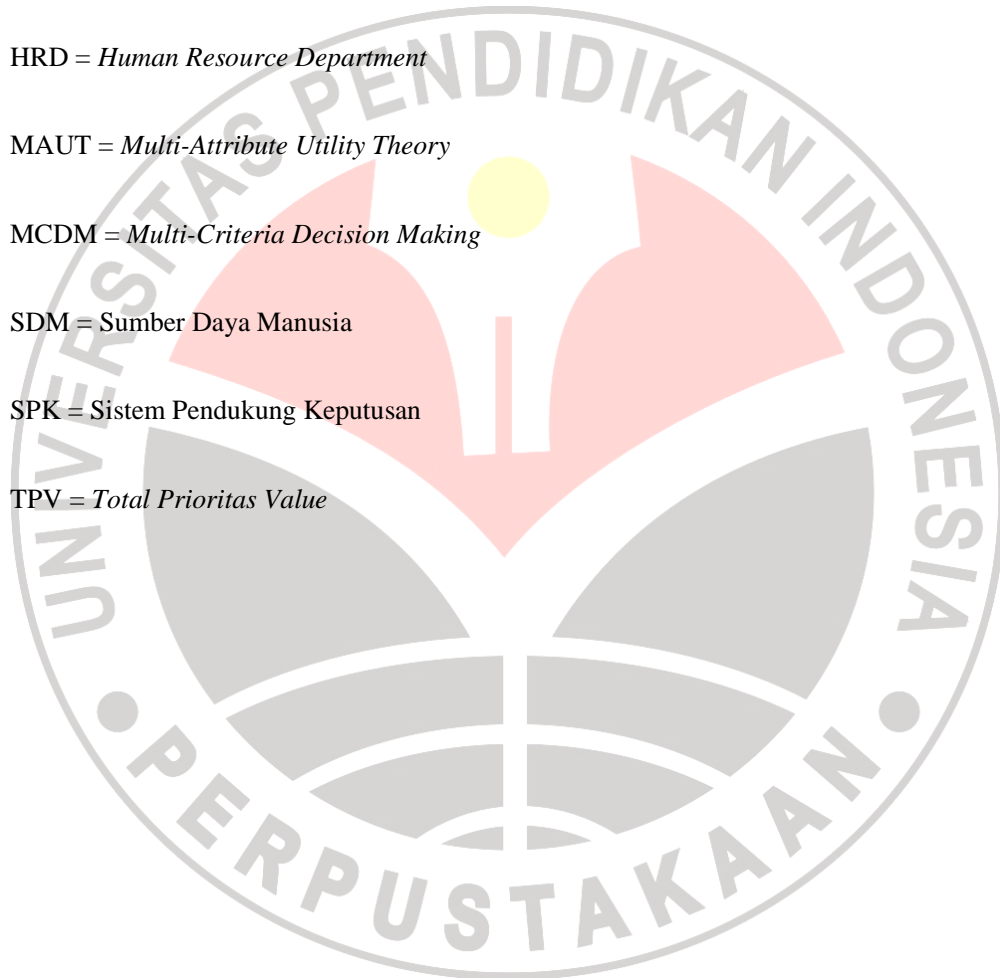 HRD = Human Resource Department
MAUT = Multi-Attribute Utility Theory
MCDM = Multi-Criteria Decision Making
SDM = Sumber Daya Manusia
SPK = Sistem Pendukung Keputusan
TPV = Total Prioritas Value
UNIVERSITAS PENDIDIKAN INDONESIA
PERPUSTAKAAN